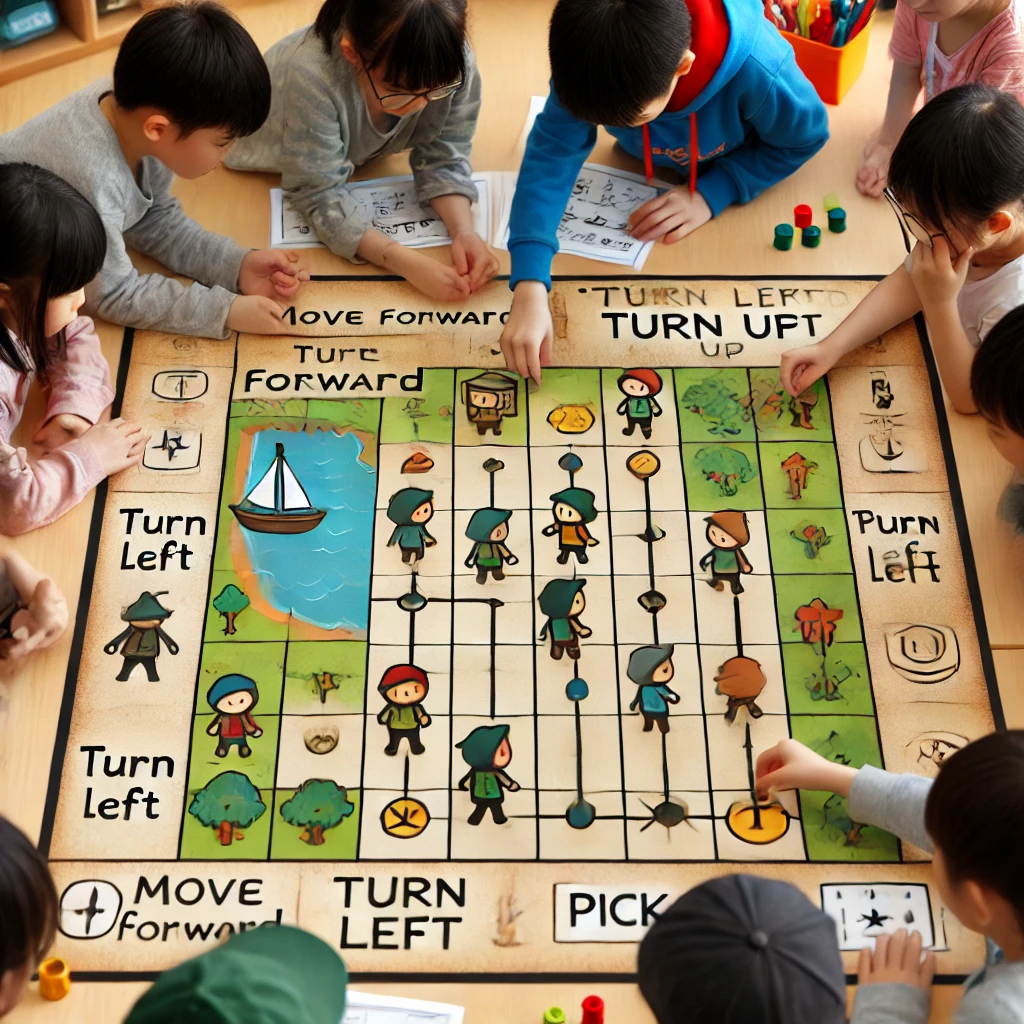 MOVE FORWARD
TURN LERTO
TURN UPT
UP
TURE
FORWARD
Turn
Left
Purn
Left
Turn
left
MOVE
forward
TURN
LEFT
PICK